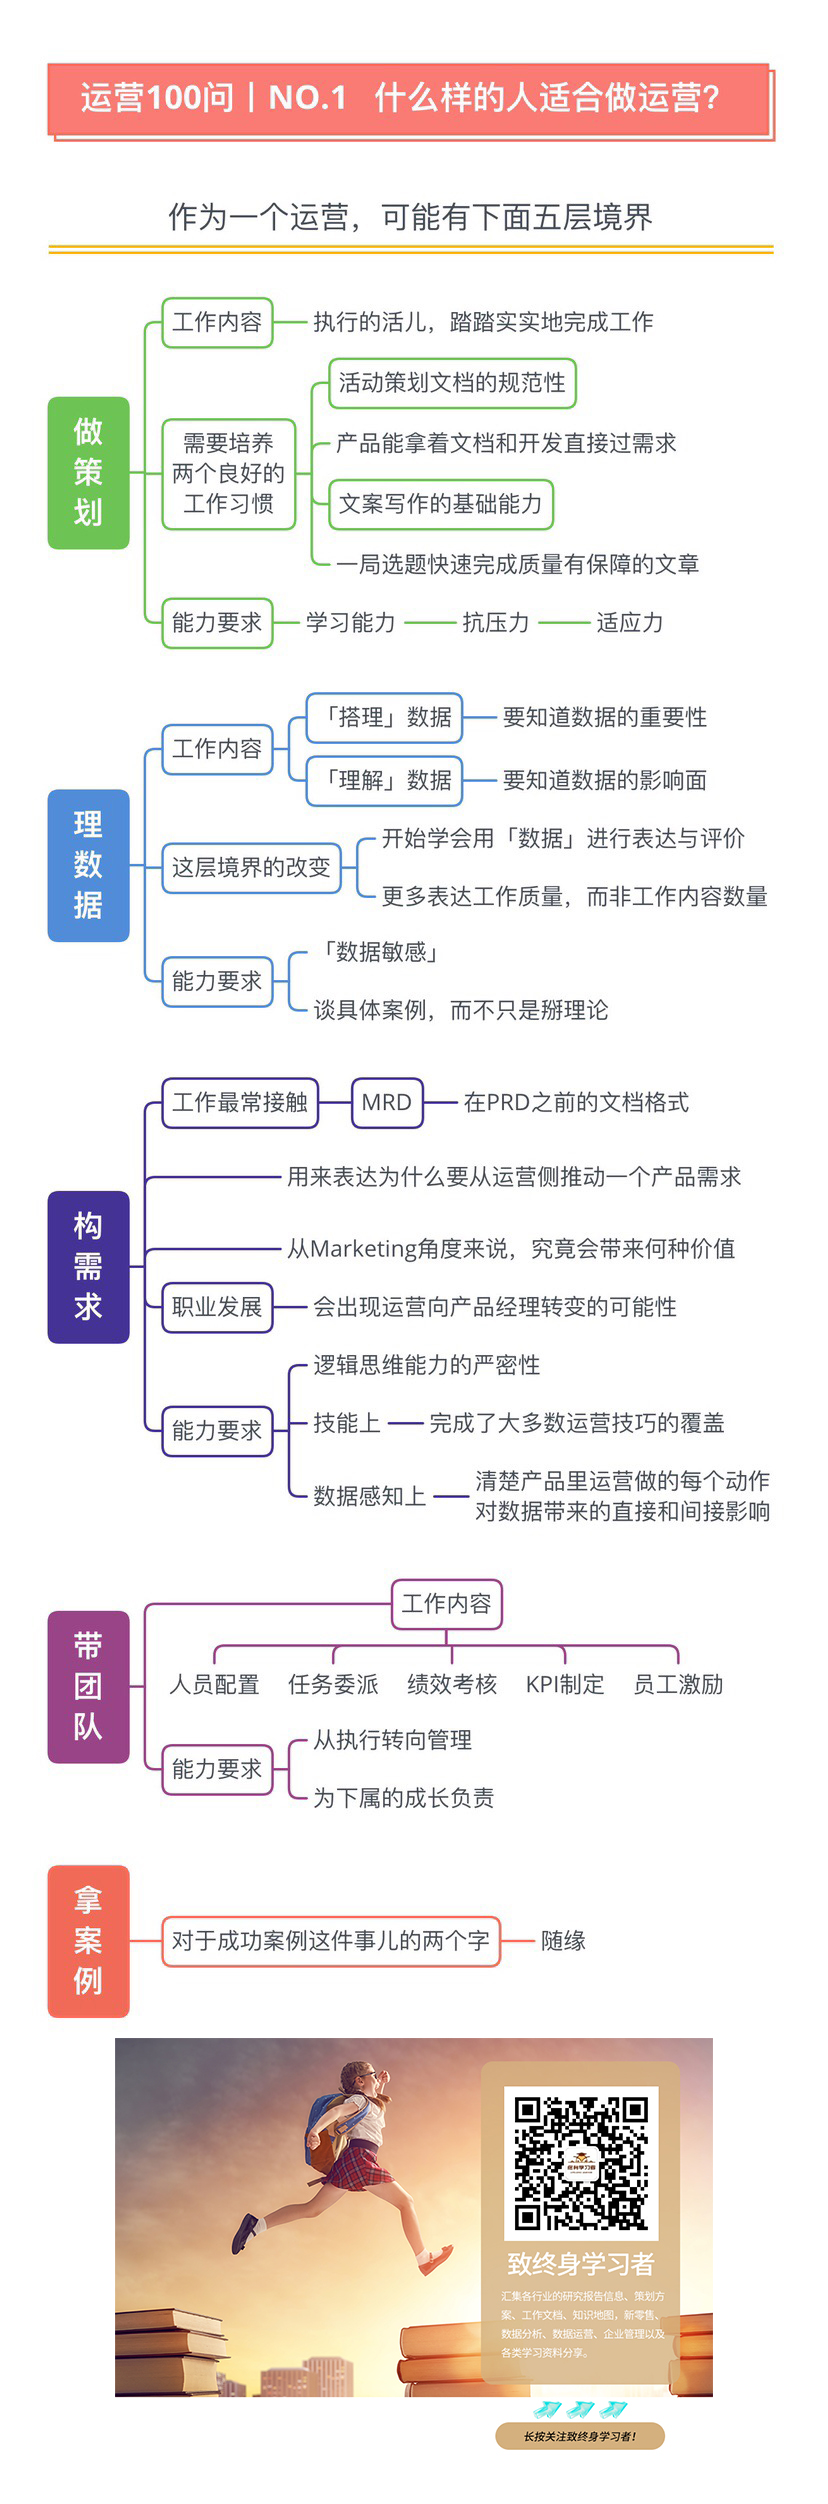 运营100问丨NO.1 什么样的人适合做运营？
作为一个运营，可能有下面五层境界
做策划
工作内容
执行的活儿，踏踏实实地完成工作
需要培养
两个良好的
工作习惯
活动策划文档的规范性
产品能拿着文档和开发直接过需求
文案写作的基础能力
一局选题快速完成质量有保障的文章
能力要求
学习能力
抗压力
适应力
理数据
工作内容
「搭理」数据
要知道数据的重要性
「理解」数据
要知道数据的影响面
这层境界的改变
开始学会用「数据」进行表达与评价
更多表达工作质量，而非工作内容数量
能力要求
「数据敏感」
谈具体案例，而不只是掰理论
构需求
工作最常接触
MRD
在PRD之前的文档格式
用来表达为什么要从运营侧推动一个产品需求
从Marketing角度来说，究竟会带来何种价值
职业发展
会出现运营向产品经理转变的可能性
能力要求
逻辑思维能力的严密性
技能上
完成了大多数运营技巧的覆盖
数据感知上
清楚产品里运营做的每个动作
对数据带来的直接和间接影响
带团队
工作内容
人员配置
任务委派
绩效考核
KPI制定
员工激励
能力要求
从执行转向管理
为下属的成长负责
拿案例
对于成功案例这件事儿的两个字
随缘
终身学习者
致终身学习者
汇集各行业的研究报告信息、策划方
案、工作文档、知识地图，新零售、
数据分析、数据运营、企业管理以及
各类学习资料分享。
长按关注致终身学习者！